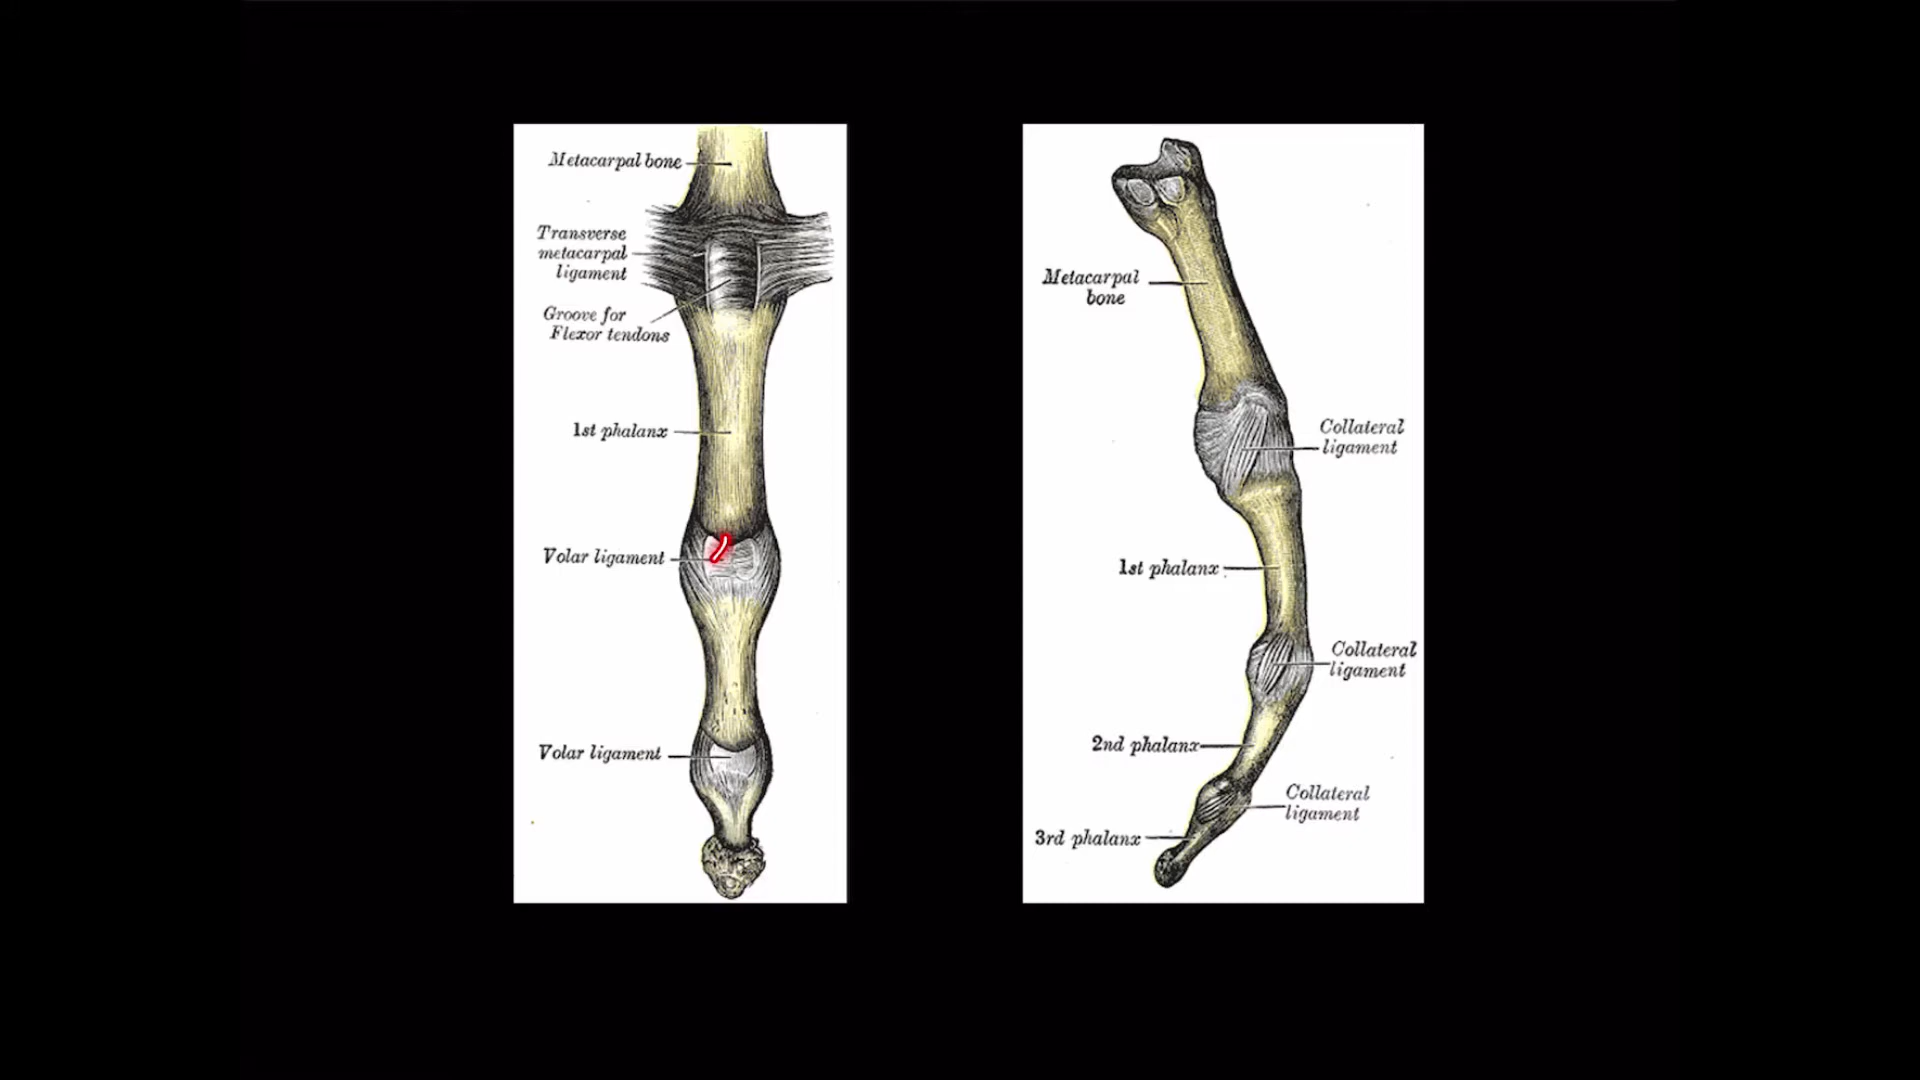 Metacarpal bone
Transverse
metacarpal
ligament
Groove for
Flexor tendons
1st phalanx
Volar ligament
Volar ligament
Metacarpal
bone
Collateral
ligament
1st phalanx
Collateral
ligament
2nd phalanx
Collateral
ligament
3rd phalanx